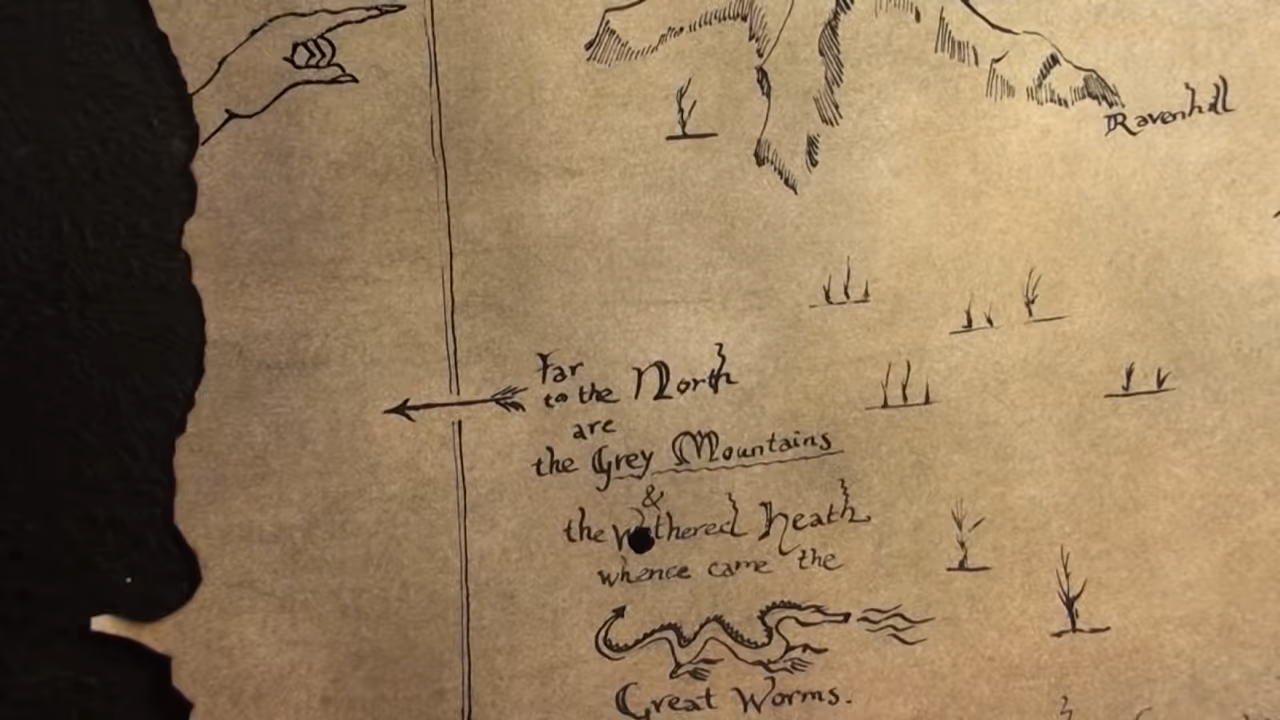 Ravenhill
Far
to the North
are
the Grey Mountains
&
the Withered Heath
whence came the
Great Worms.